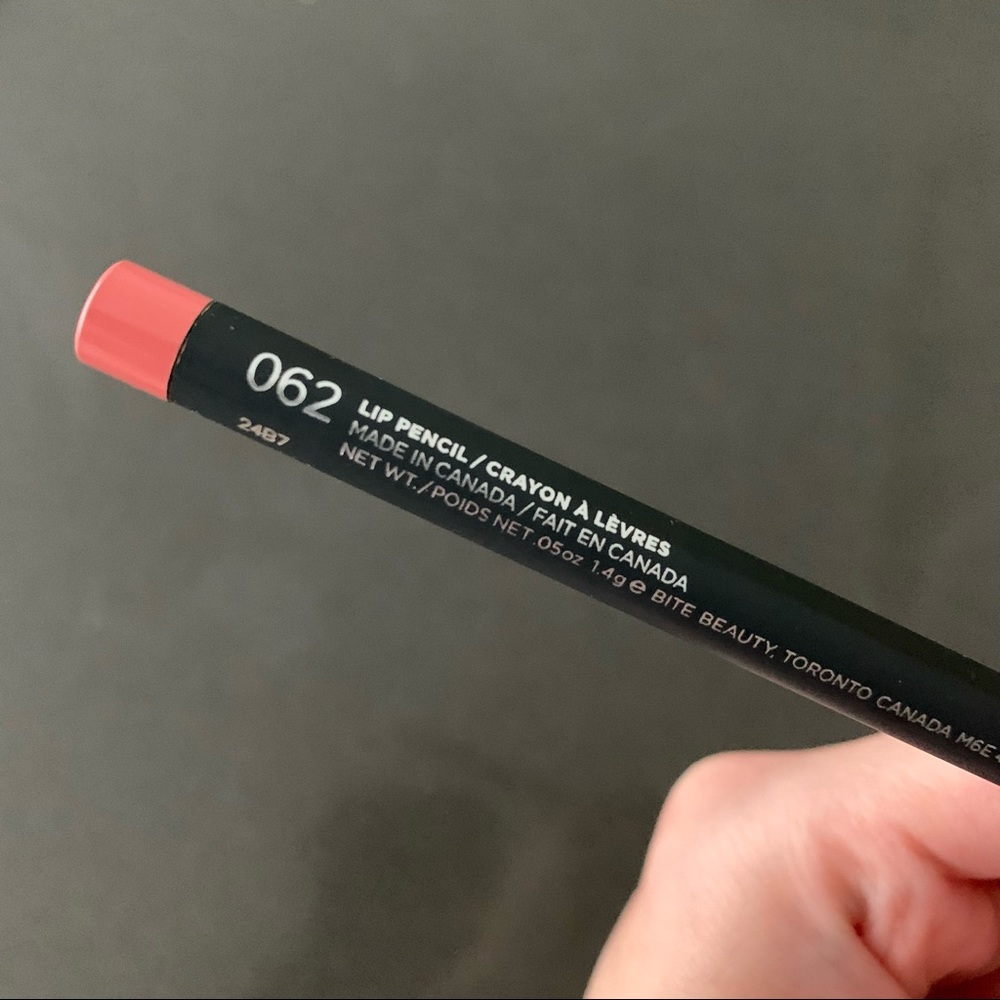 062
24B7
LIP PENCIL / CRAYON À LÈVRES
MADE IN CANADA / FAIT EN CANADA
NET WT. / POIDS NET .05oz 1.4g ℮ BITE BEAUTY, TORONTO CANADA M6E